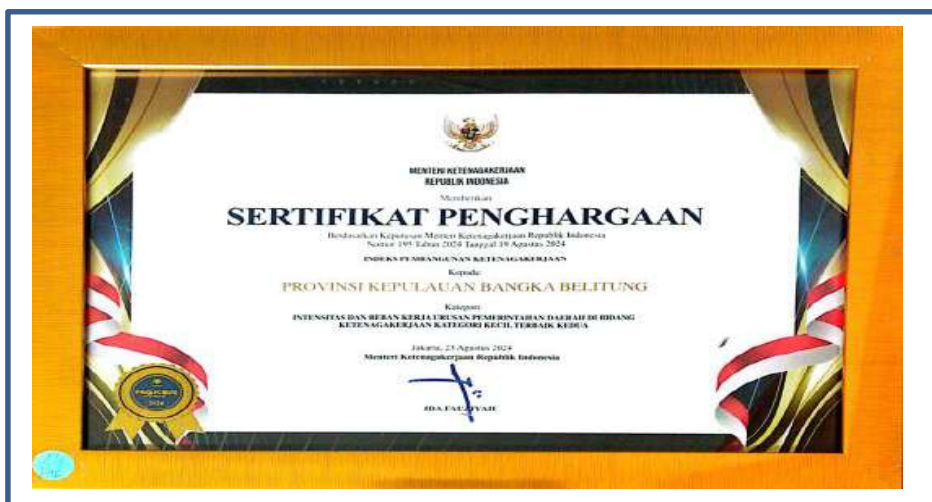 MENTERI KETENAGAKERJAAN
REPUBLIK INDONESIA
Memberikan
SERTIFIKAT PENGHARGAAN
Berdasarkan Keputusan Menteri Ketenagakerjaan Republik Indonesia
Nomor 195 Tahun 2024 Tanggal 19 Agustus 2024
INDEKS PEMBANGUNAN KETENAGAKERJAAN
Kepada:
PROVINSI KEPULAUAN BANGKA BELITUNG
Kategori:
INTENSITAS DAN BEBAN KERJA URUSAN PEMERINTAHAN DAERAH DI BIDANG
KETENAGAKERJAAN KATEGORI KECIL TERBAIK KEDUA
Jakarta, 23 Agustus 2024
Menteri Ketenagakerjaan Republik Indonesia
IDA FAUZIYAH
2024